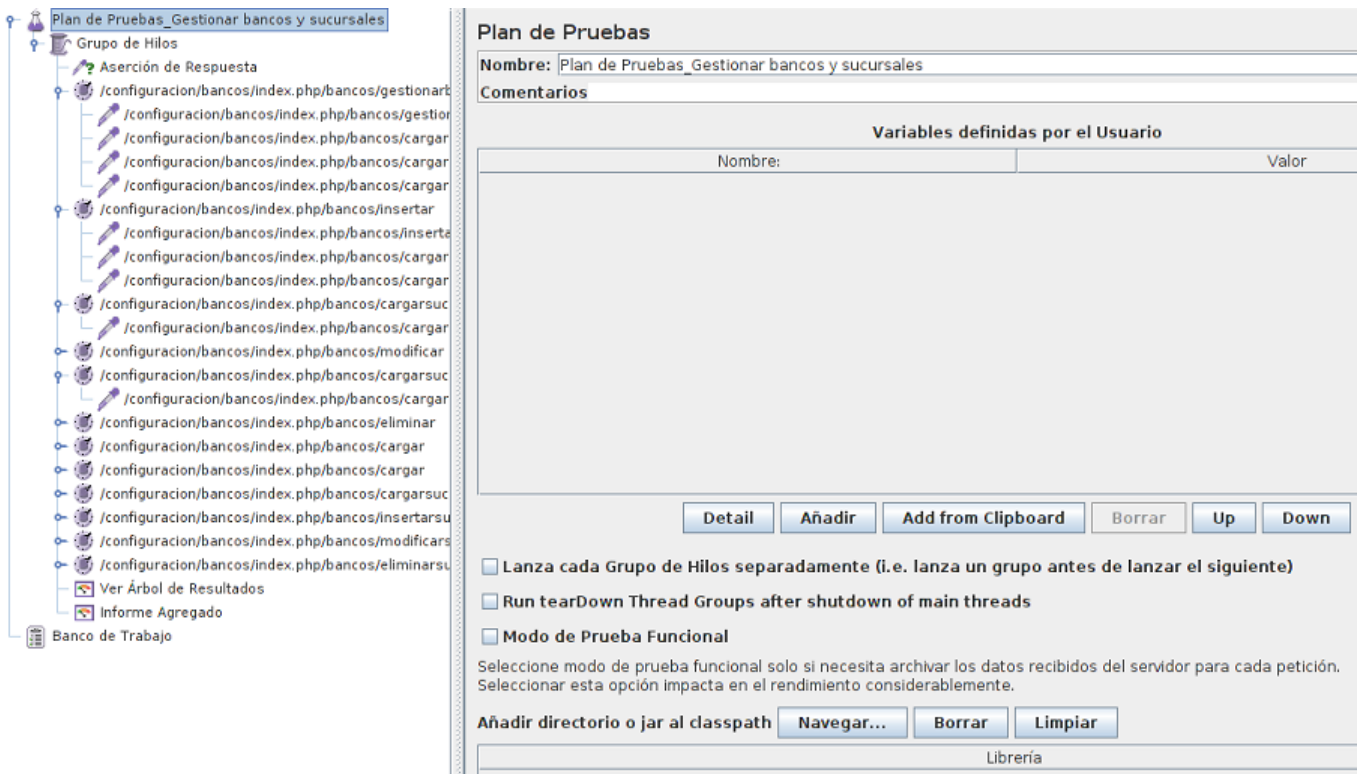 Plan de Pruebas_Gestionar bancos y sucursales
Grupo de Hilos
Aserción de Respuesta
/configuracion/bancos/index.php/bancos/gestionarb
/configuracion/bancos/index.php/bancos/gestion
/configuracion/bancos/index.php/bancos/cargar
/configuracion/bancos/index.php/bancos/cargar
/configuracion/bancos/index.php/bancos/cargar
/configuracion/bancos/index.php/bancos/insertar
/configuracion/bancos/index.php/bancos/inserta
/configuracion/bancos/index.php/bancos/cargar
/configuracion/bancos/index.php/bancos/cargar
/configuracion/bancos/index.php/bancos/cargarsuc
/configuracion/bancos/index.php/bancos/cargar
/configuracion/bancos/index.php/bancos/modificar
/configuracion/bancos/index.php/bancos/cargarsuc
/configuracion/bancos/index.php/bancos/cargar
/configuracion/bancos/index.php/bancos/eliminar
/configuracion/bancos/index.php/bancos/cargar
/configuracion/bancos/index.php/bancos/cargar
/configuracion/bancos/index.php/bancos/cargarsuc
/configuracion/bancos/index.php/bancos/insertarsu
/configuracion/bancos/index.php/bancos/modificars
/configuracion/bancos/index.php/bancos/eliminarsu
Ver Árbol de Resultados
Informe Agregado
Banco de Trabajo
Plan de Pruebas
Nombre: Plan de Pruebas_Gestionar bancos y sucursales
Comentarios
Variables definidas por el Usuario
Nombre: Valor
Detail Añadir Add from Clipboard Borrar Up Down
Lanza cada Grupo de Hilos separadamente (i.e. lanza un grupo antes de lanzar el siguiente)
Run tearDown Thread Groups after shutdown of main threads
Modo de Prueba Funcional
Seleccione modo de prueba funcional solo si necesita archivar los datos recibidos del servidor para cada petición.
Seleccionar esta opción impacta en el rendimiento considerablemente.
Añadir directorio o jar al classpath Navegar... Borrar Limpiar
Librería